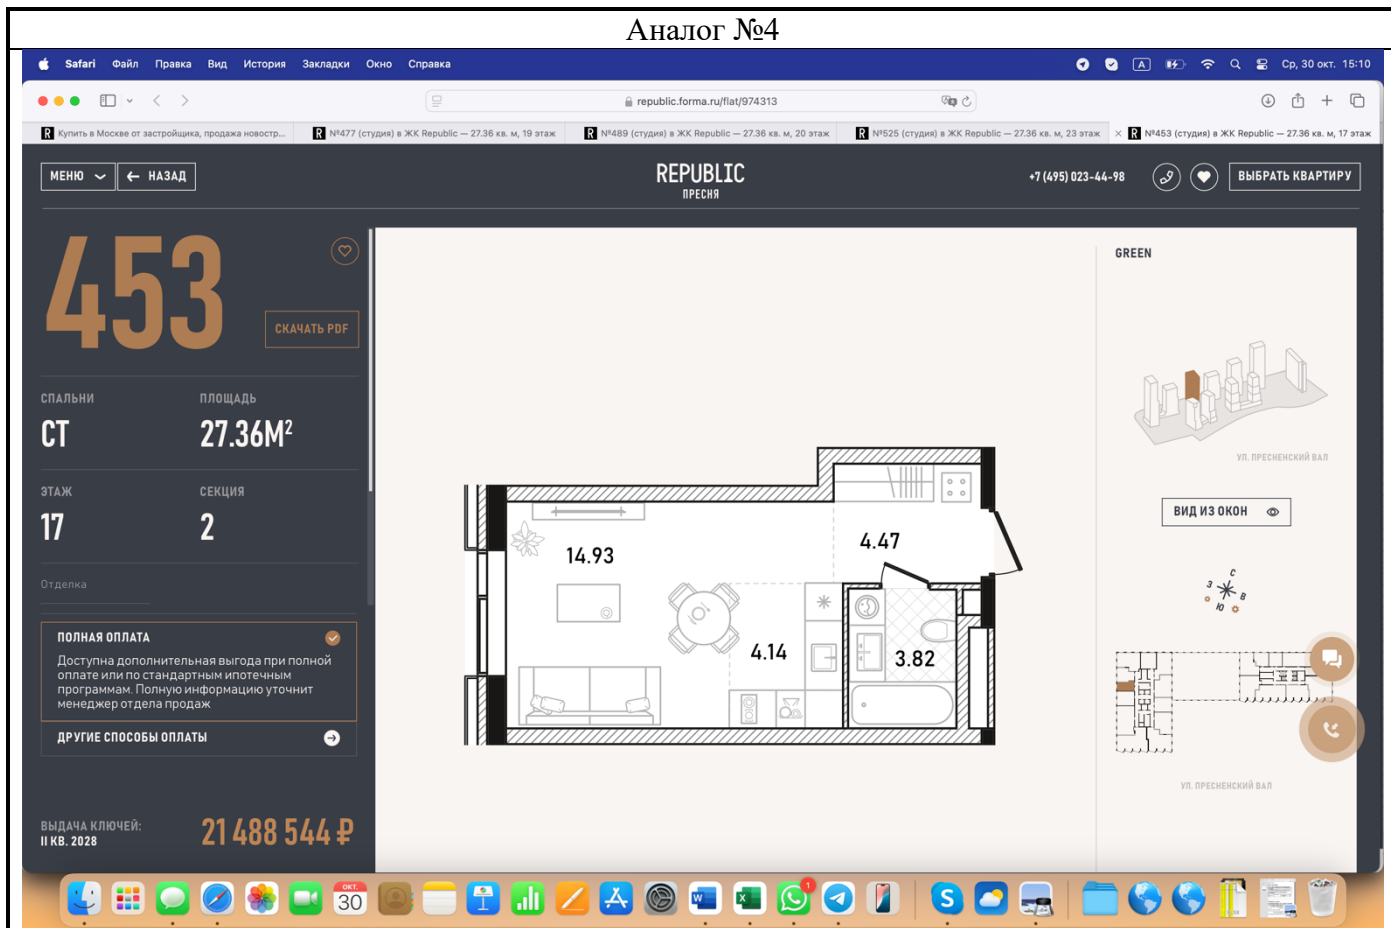 Аналог №4
Safari Файл Правка Вид История Закладки Окно Справка
A
Ср, 30 окт. 15:10
republic.forma.ru/flat/974313
R Купить в Москве от застройщика, продажа новостр...
R №477 (студия) в ЖК Republic — 27.36 кв. м, 19 этаж
R №489 (студия) в ЖК Republic — 27.36 кв. м, 20 этаж
R №525 (студия) в ЖК Republic — 27.36 кв. м, 23 этаж
R №453 (студия) в ЖК Republic — 27.36 кв. м, 17 этаж
МЕНЮ
НАЗАД
REPUBLIC
ПРЕСНЯ
+7 (495) 023-44-98
ВЫБРАТЬ КВАРТИРУ
453
СКАЧАТЬ PDF
СПАЛЬНИ ПЛОЩАДЬ
СТ 27.36М²
ЭТАЖ СЕКЦИЯ
17 2
Отделка
ПОЛНАЯ ОПЛАТА
Доступна дополнительная выгода при полной
оплате или по стандартным ипотечным
программам. Полную информацию уточнит
менеджер отдела продаж
ДРУГИЕ СПОСОБЫ ОПЛАТЫ
ВЫДАЧА КЛЮЧЕЙ:
II КВ. 2028
21 488 544 ₽
14.93
4.47
4.14
3.82
GREEN
УЛ. ПРЕСНЕНСКИЙ ВАЛ
ВИД ИЗ ОКОН
С
З
В
Ю
УЛ. ПРЕСНЕНСКИЙ ВАЛ
ОКТ.
30
W
X
1
S